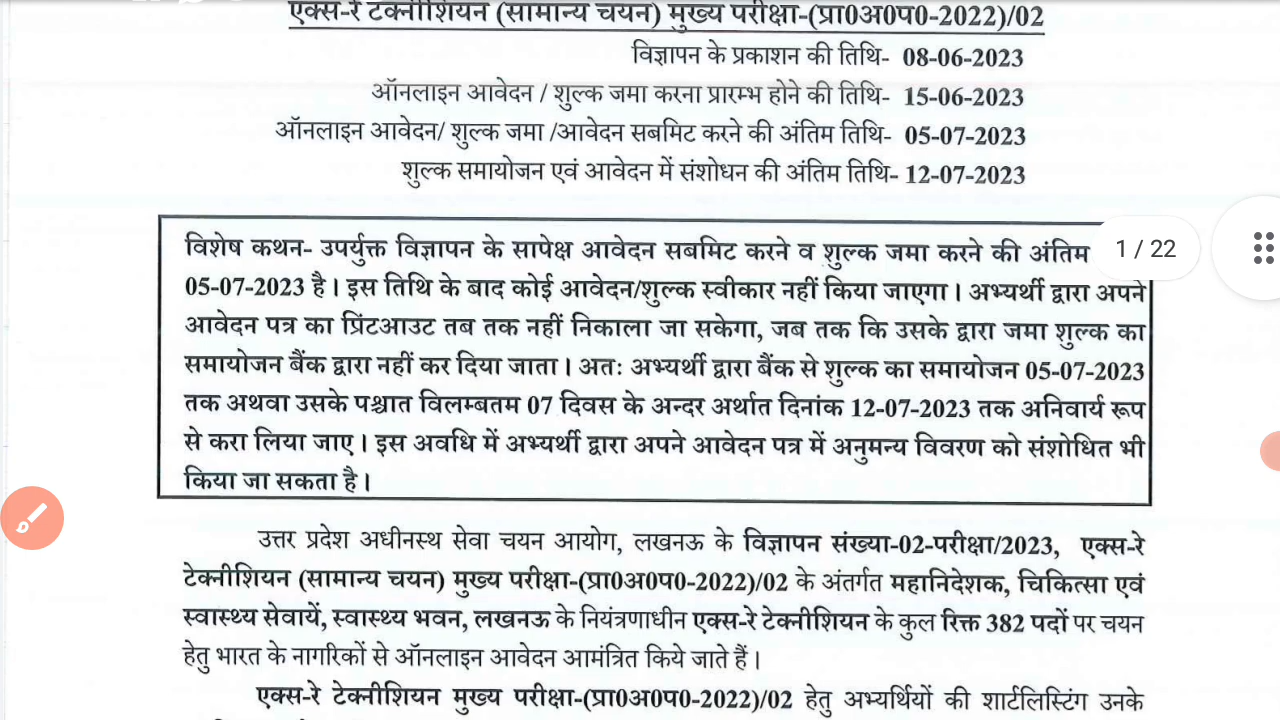 एक्स-रे टेक्नीशियन (सामान्य चयन) मुख्य परीक्षा-(प्रा0अ0प0-2022)/02
विज्ञापन के प्रकाशन की तिथि- 08-06-2023
ऑनलाइन आवेदन / शुल्क जमा करना प्रारम्भ होने की तिथि- 15-06-2023
ऑनलाइन आवेदन/ शुल्क जमा /आवेदन सबमिट करने की अंतिम तिथि- 05-07-2023
शुल्क समायोजन एवं आवेदन में संशोधन की अंतिम तिथि- 12-07-2023
विशेष कथन- उपर्युक्त विज्ञापन के सापेक्ष आवेदन सबमिट करने व शुल्क जमा करने की अंतिम
1 / 22
05-07-2023 है। इस तिथि के बाद कोई आवेदन/शुल्क स्वीकार नहीं किया जाएगा। अभ्यर्थी द्वारा अपने
आवेदन पत्र का प्रिंटआउट तब तक नहीं निकाला जा सकेगा, जब तक कि उसके द्वारा जमा शुल्क का
समायोजन बैंक द्वारा नहीं कर दिया जाता। अतः अभ्यर्थी द्वारा बैंक से शुल्क का समायोजन 05-07-2023
तक अथवा उसके पश्चात विलम्बतम 07 दिवस के अन्दर अर्थात दिनांक 12-07-2023 तक अनिवार्य रूप
से करा लिया जाए। इस अवधि में अभ्यर्थी द्वारा अपने आवेदन पत्र में अनुमन्य विवरण को संशोधित भी
किया जा सकता है।
उत्तर प्रदेश अधीनस्थ सेवा चयन आयोग, लखनऊ के विज्ञापन संख्या-02-परीक्षा/2023, एक्स-रे
टेक्नीशियन (सामान्य चयन) मुख्य परीक्षा-(प्रा0अ0प0-2022)/02 के अंतर्गत महानिदेशक, चिकित्सा एवं
स्वास्थ्य सेवायें, स्वास्थ्य भवन, लखनऊ के नियंत्रणाधीन एक्स-रे टेक्नीशियन के कुल रिक्त 382 पदों पर चयन
हेतु भारत के नागरिकों से ऑनलाइन आवेदन आमंत्रित किये जाते हैं।
एक्स-रे टेक्नीशियन मुख्य परीक्षा-(प्रा0अ0प0-2022)/02 हेतु अभ्यर्थियों की शार्टलिस्टिंग उनके